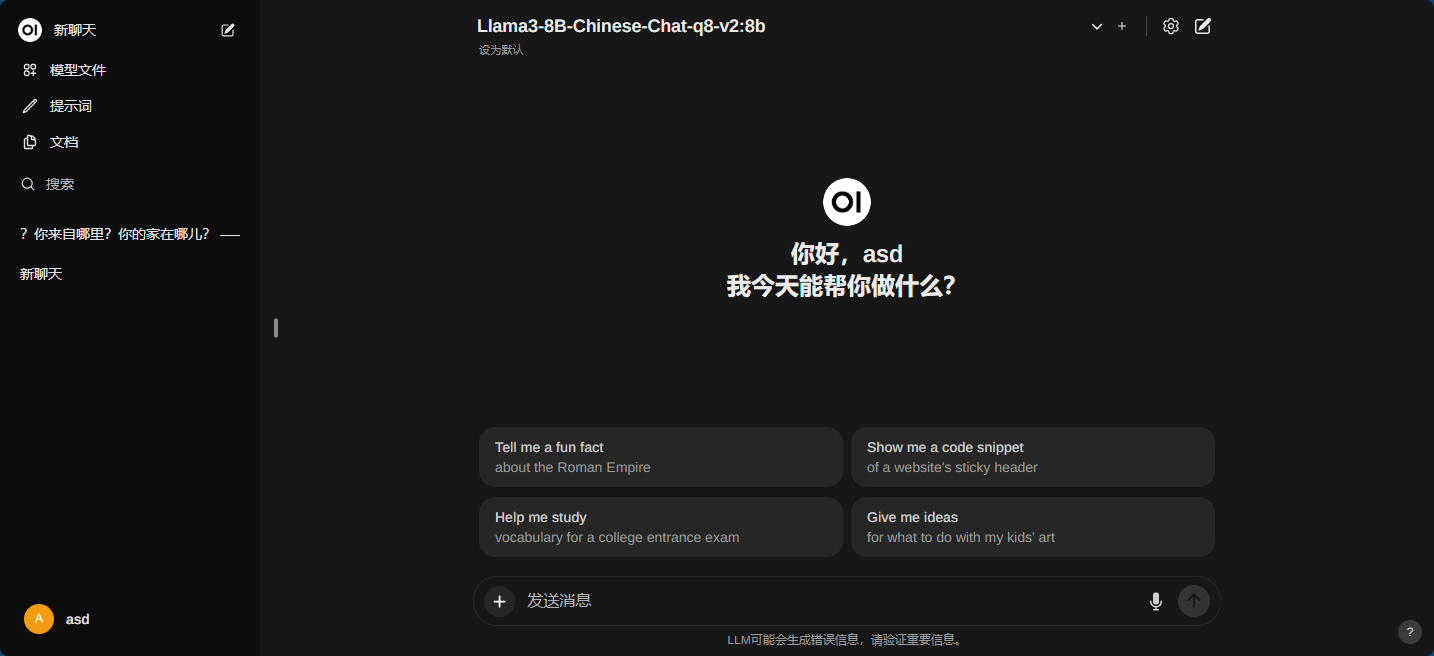 OI 新聊天
模型文件
提示词
文档
搜索
？你来自哪里？你的家在哪儿？ ──
新聊天
A asd
Llama3-8B-Chinese-Chat-q8-v2:8b
设为默认
OI
你好，asd
我今天能帮你做什么？
Tell me a fun fact
about the Roman Empire
Show me a code snippet
of a website's sticky header
Help me study
vocabulary for a college entrance exam
Give me ideas
for what to do with my kids' art
发送消息
LLM可能会生成错误信息，请验证重要信息。
?